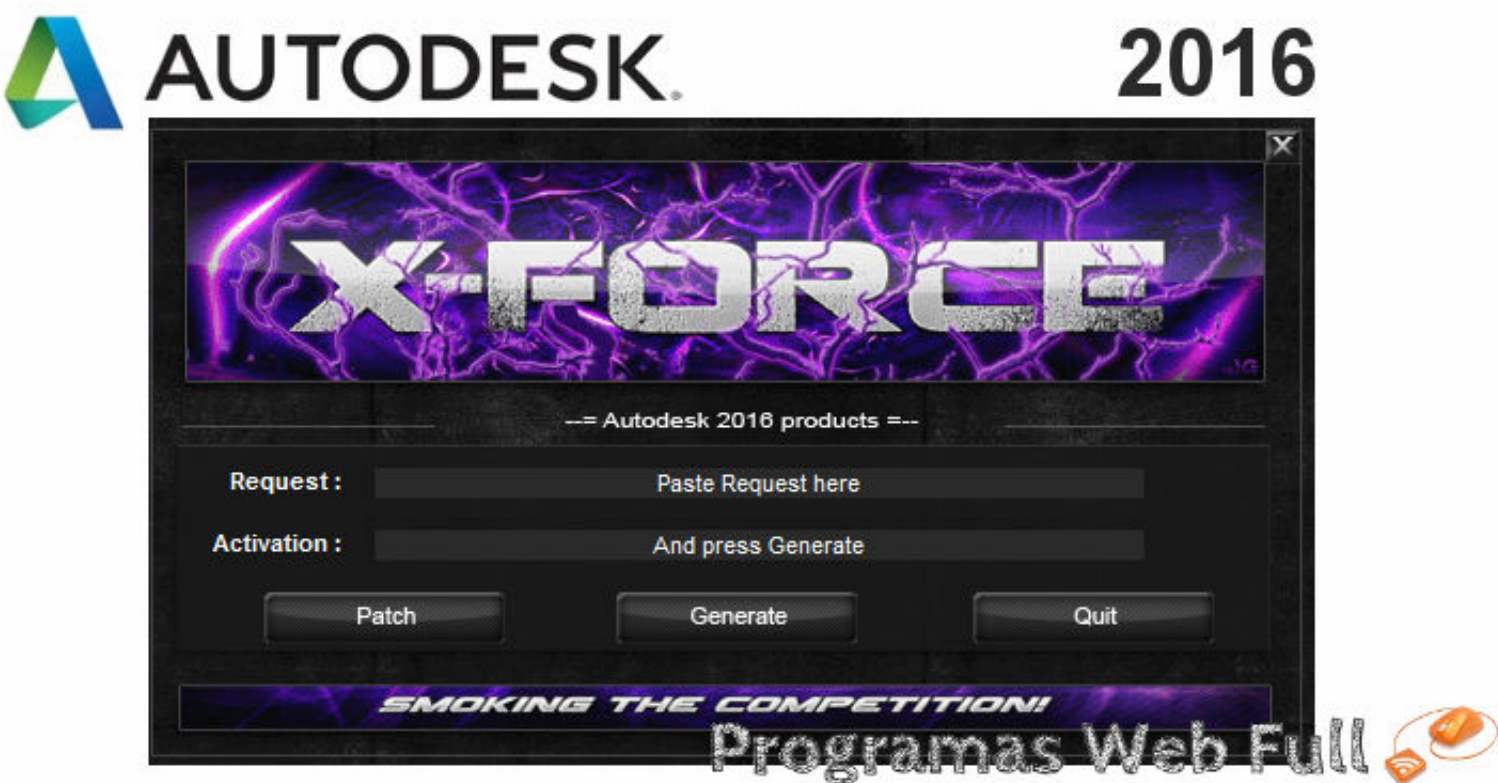 AUTODESK.
2016
X
X-FORCE
JG
--= Autodesk 2016 products =--
Request :
Paste Request here
Activation :
And press Generate
Patch
Generate
Quit
SMOKING THE COMPETITION!
Programas Web Full